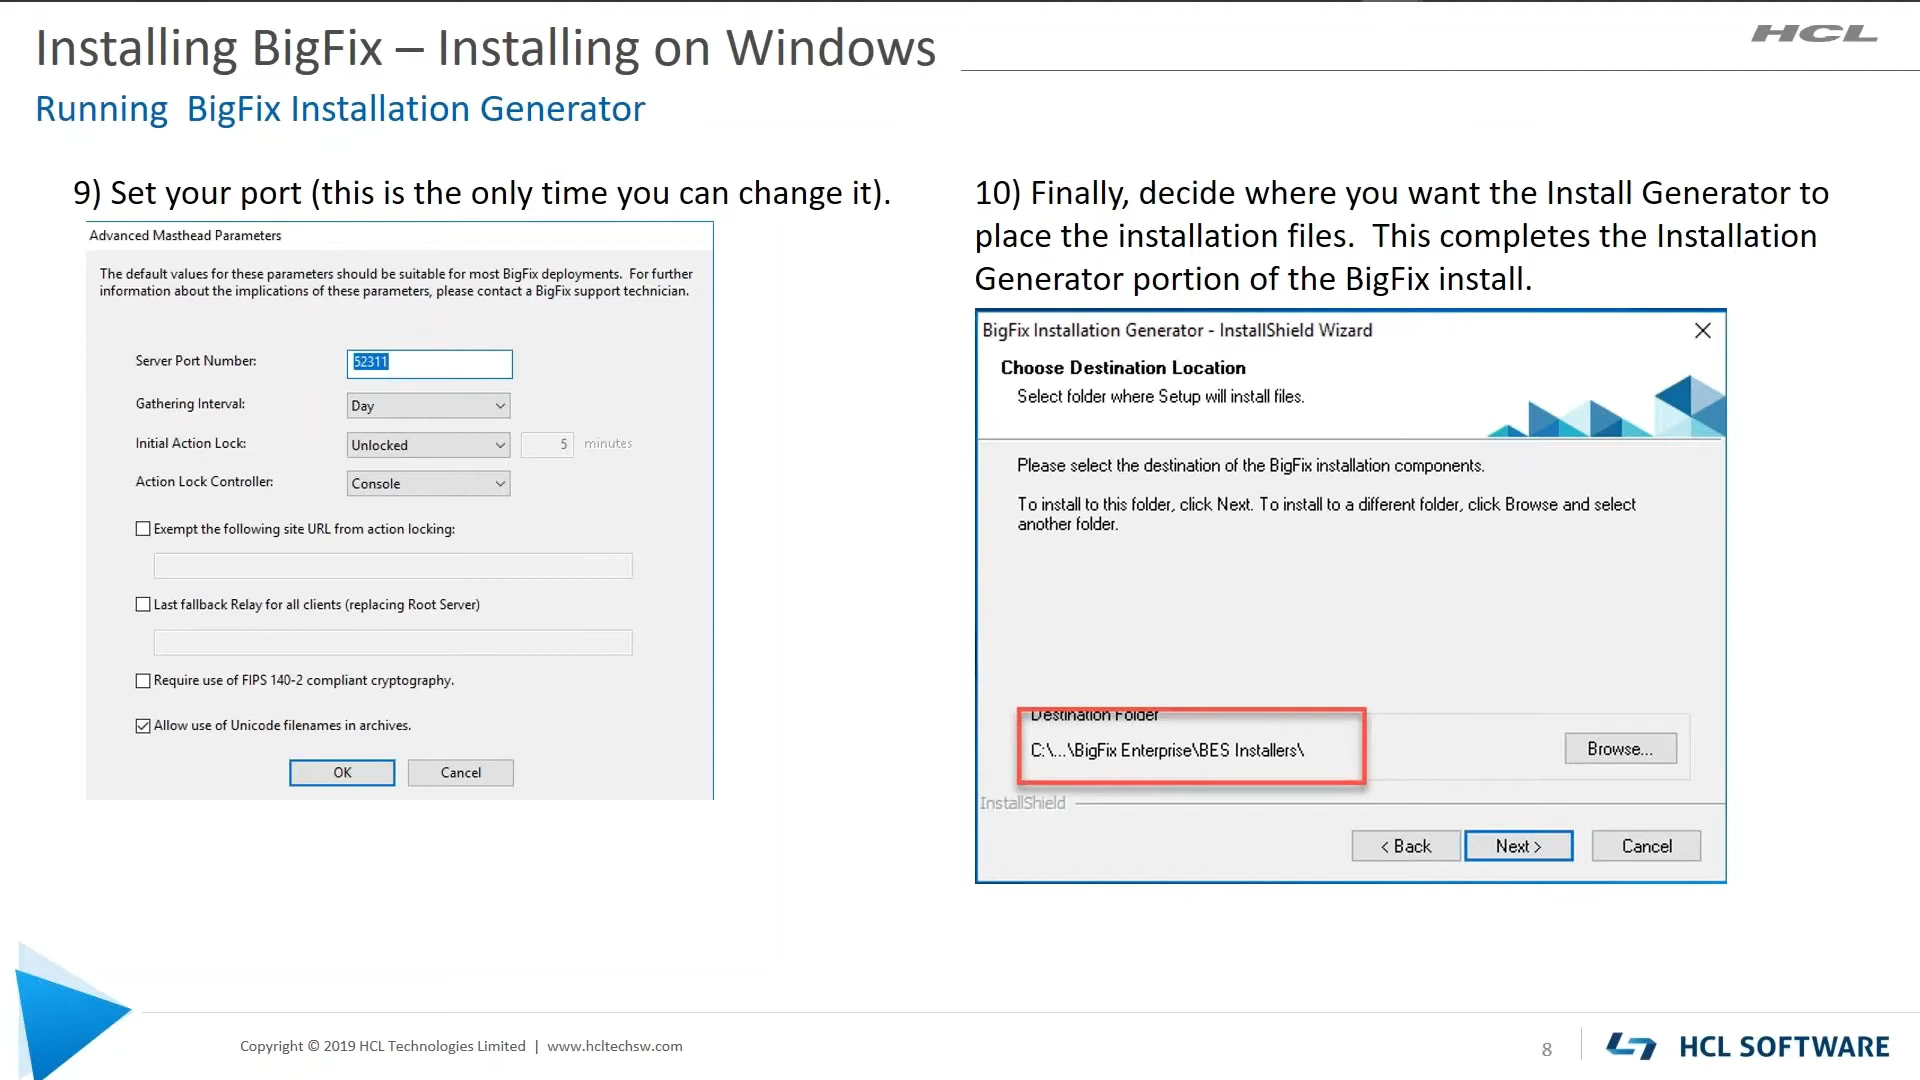 Installing BigFix – Installing on Windows
HCL
Running  BigFix Installation Generator
9) Set your port (this is the only time you can change it).
Advanced Masthead Parameters
The default values for these parameters should be suitable for most BigFix deployments.  For further
information about the implications of these parameters, please contact a BigFix support technician.
Server Port Number:
52311
Gathering Interval:
Day
Initial Action Lock:
Unlocked
5 minutes
Action Lock Controller:
Console
Exempt the following site URL from action locking:
Last fallback Relay for all clients (replacing Root Server)
Require use of FIPS 140-2 compliant cryptography.
Allow use of Unicode filenames in archives.
OK
Cancel
10) Finally, decide where you want the Install Generator to
place the installation files.  This completes the Installation
Generator portion of the BigFix install.
BigFix Installation Generator - InstallShield Wizard
Choose Destination Location
Select folder where Setup will install files.
Please select the destination of the BigFix installation components.
To install to this folder, click Next. To install to a different folder, click Browse and select
another folder.
Destination Folder
C:\...\BigFix Enterprise\BES Installers\
Browse...
InstallShield
< Back
Next >
Cancel
Copyright © 2019 HCL Technologies Limited  |  www.hcltechsw.com
8
HCL SOFTWARE